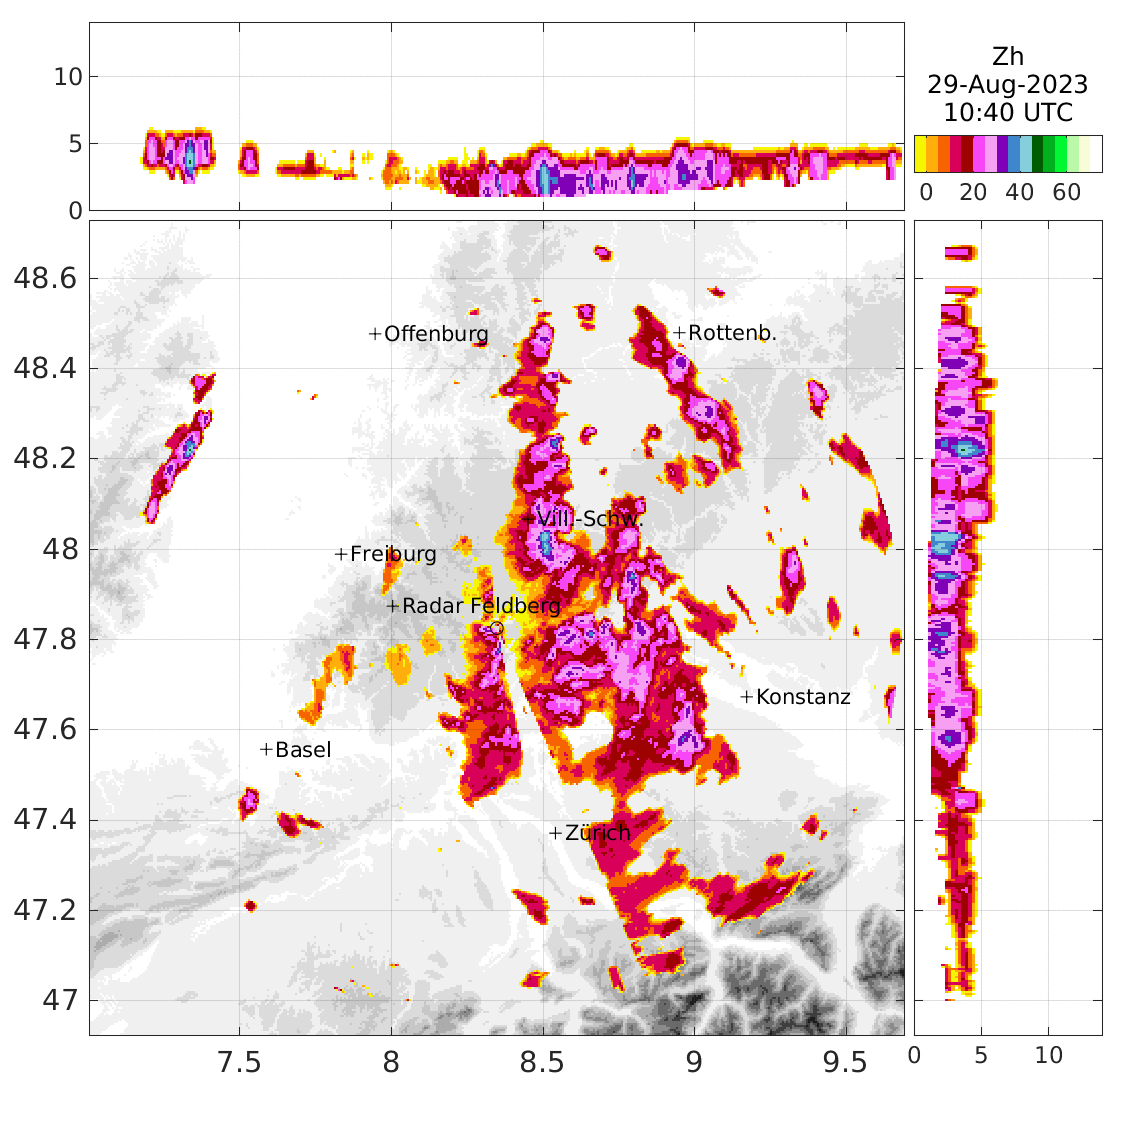 10
5
0
Zh
29-Aug-2023
10:40 UTC
0 20 40 60
48.6
48.4
48.2
48
47.8
47.6
47.4
47.2
47
+Offenburg
+Rottenb.
+Vill.-Schw.
+Freiburg
+Radar Feldberg
+Konstanz
+Basel
+Zürich
7.5 8 8.5 9 9.5
0 5 10